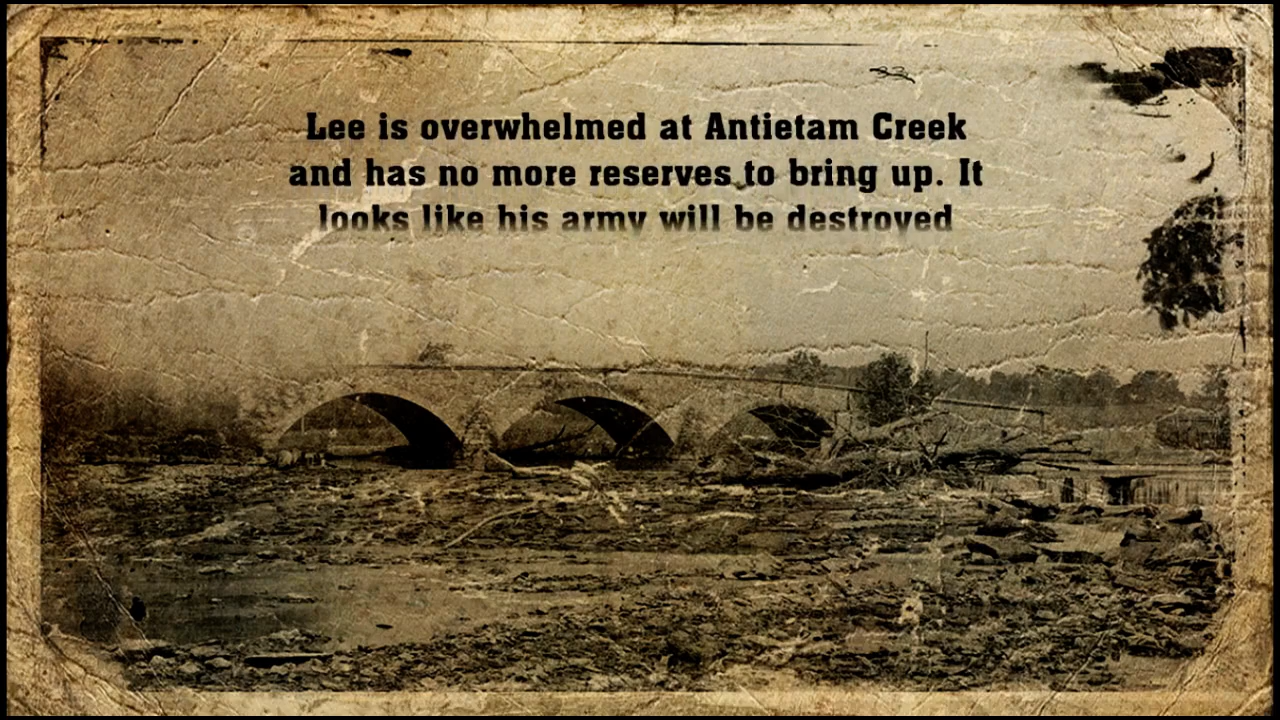 Lee is overwhelmed at Antietam Creek
and has no more reserves to bring up. It
looks like his army will be destroyed